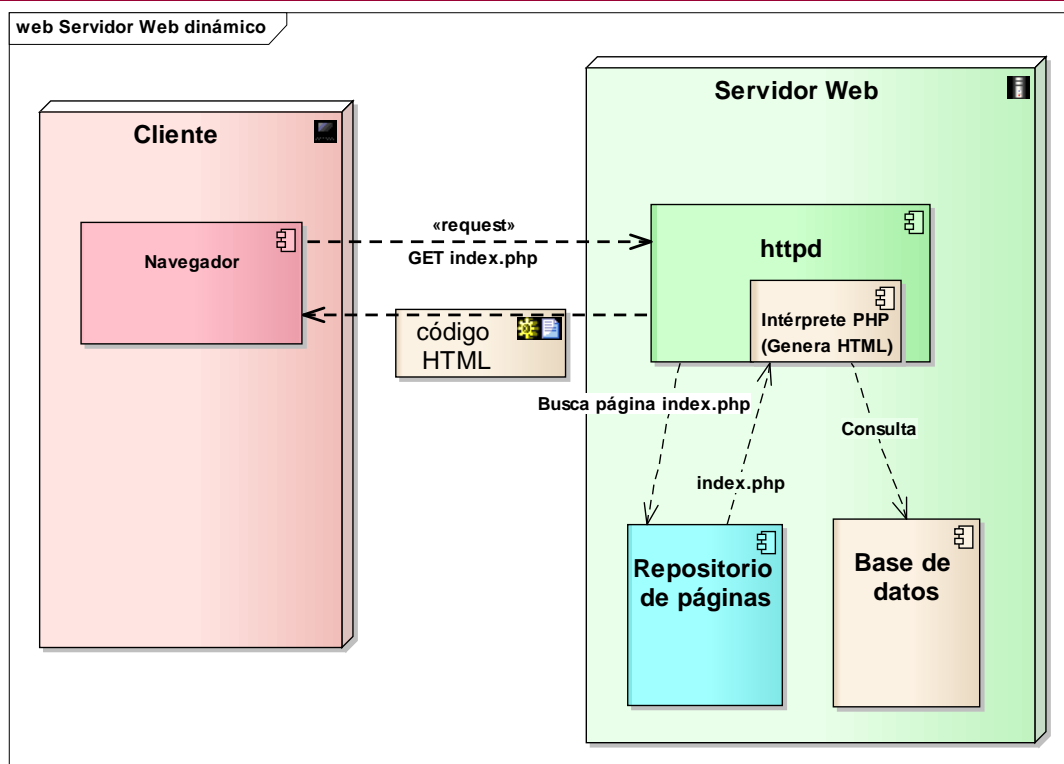 web Servidor Web dinámico
Cliente
Servidor Web
Navegador
«request»
GET index.php
httpd
Intérprete PHP
(Genera HTML)
código
HTML
Busca página index.php
Consulta
index.php
Repositorio
de páginas
Base de
datos